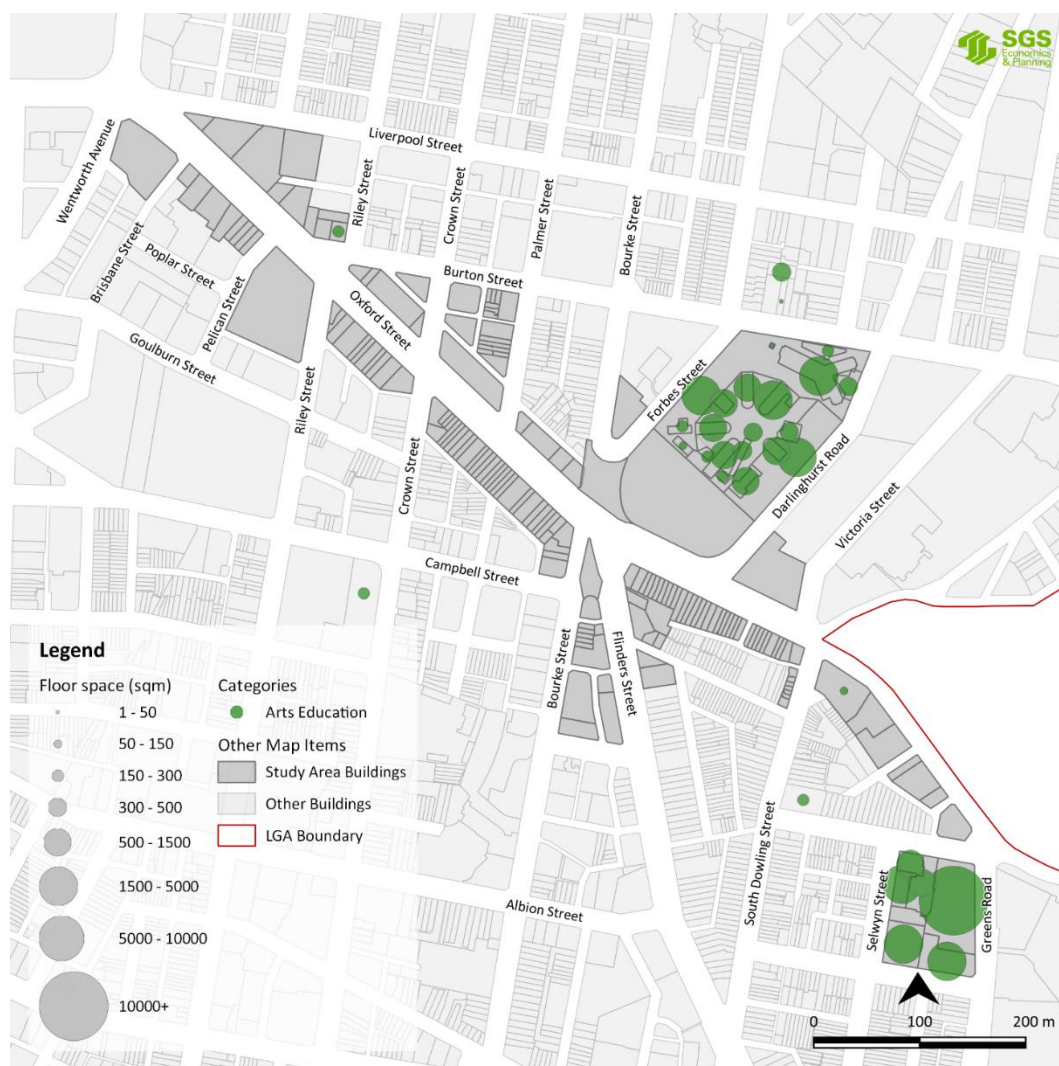 SGS
Economics
& Planning
Liverpool Street
Wentworth Avenue
Riley Street
Crown Street
Palmer Street
Bourke Street
Brisbane Street
Poplar Street
Pelican Street
Burton Street
Oxford Street
Goulburn Street
Riley Street
Forbes Street
Crown Street
Darlinghurst Road
Victoria Street
Campbell Street
Bourke Street
Flinders Street
South Dowling Street
Albion Street
Selwyn Street
Greens Road
Legend
Floor space (sqm)
1 - 50
50 - 150
150 - 300
300 - 500
500 - 1500
1500 - 5000
5000 - 10000
10000+
Categories
Arts Education
Other Map Items
Study Area Buildings
Other Buildings
LGA Boundary
0 100 200 m